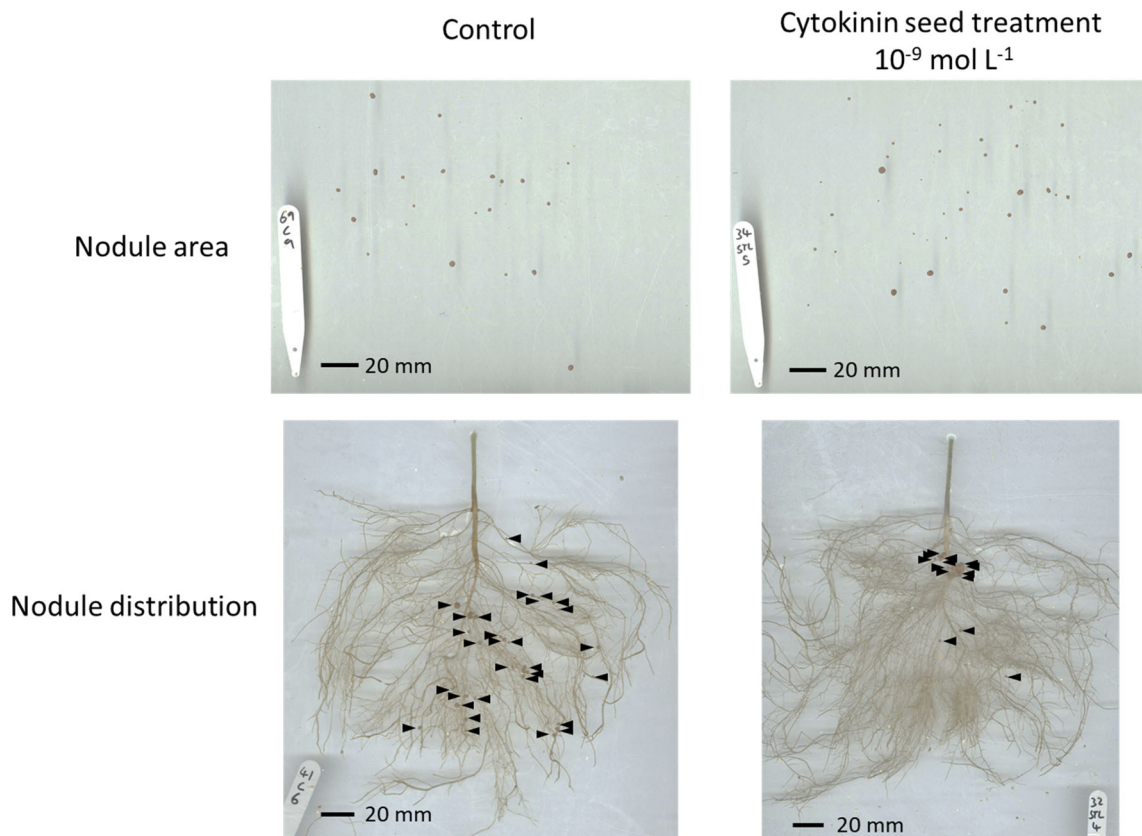 Control
Cytokinin seed treatment
10⁻⁹ mol L⁻¹
Nodule area
69
C
9
20 mm
34
STL
5
20 mm
Nodule distribution
41
C
6
20 mm
32
STL
4
20 mm